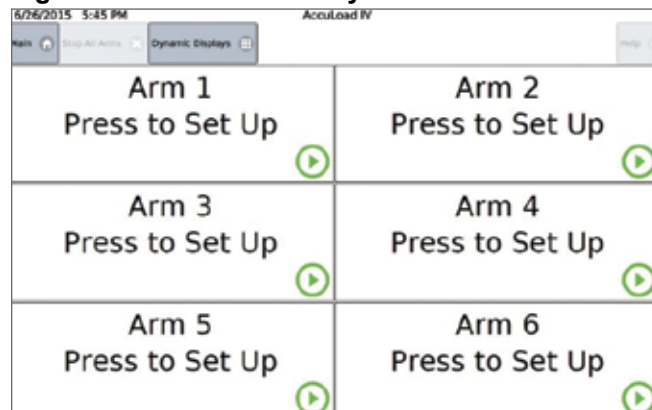 6/26/2015 5:45 PM AccuLoad IV
Main Stop All Arms Dynamic Displays Help
Arm 1 Arm 2
Press to Set Up Press to Set Up
Arm 3 Arm 4
Press to Set Up Press to Set Up
Arm 5 Arm 6
Press to Set Up Press to Set Up